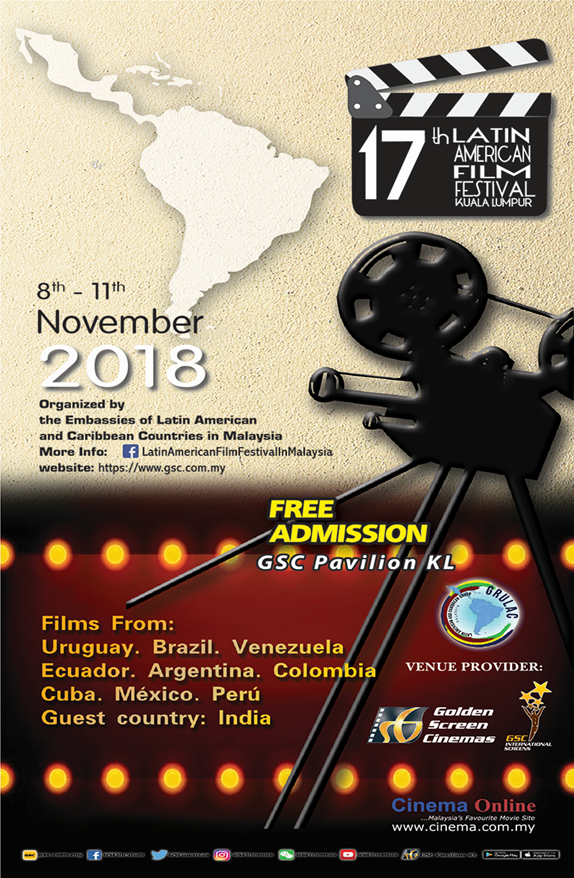 17th LATIN
AMERICAN
FILM
FESTIVAL
KUALA LUMPUR
8th - 11th
November
2018
Organized by
the Embassies of Latin American
and Caribbean Countries in Malaysia
More Info: LatinAmericanFilmFestivalInMalaysia
website: https://www.gsc.com.my
FREE
ADMISSION
GSC Pavilion KL
GRULAC
Films From:
Uruguay. Brazil. Venezuela
Ecuador. Argentina. Colombia
Cuba. México. Perú
Guest country: India
VENUE PROVIDER:
Golden
Screen
Cinemas
GSC
INTERNATIONAL
SCREENS
Cinema Online
...Malaysia's Favourite Movie Site
www.cinema.com.my